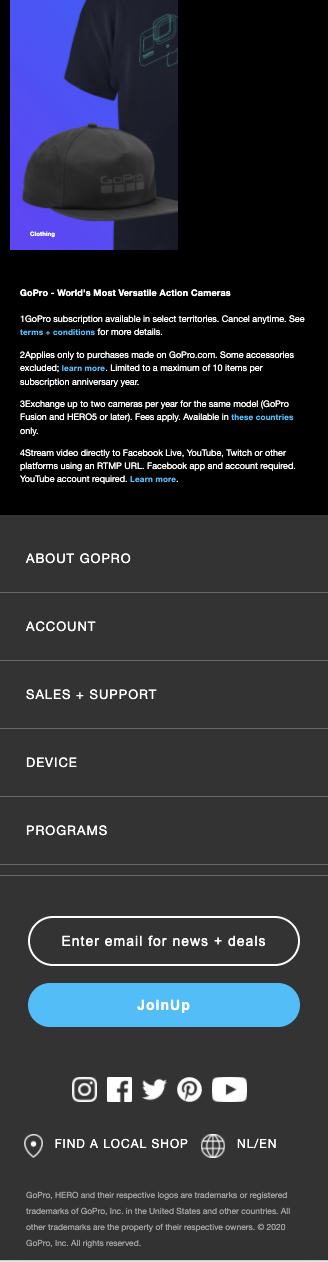 GoPro
Clothing
GoPro - World's Most Versatile Action Cameras
1GoPro subscription available in select territories. Cancel anytime. See
terms + conditions for more details.
2Applies only to purchases made on GoPro.com. Some accessories
excluded; learn more. Limited to a maximum of 10 items per
subscription anniversary year.
3Exchange up to two cameras per year for the same model (GoPro
Fusion and HERO5 or later). Fees apply. Available in these countries
only.
4Stream video directly to Facebook Live, YouTube, Twitch or other
platforms using an RTMP URL. Facebook app and account required.
YouTube account required. Learn more.
ABOUT GOPRO
ACCOUNT
SALES + SUPPORT
DEVICE
PROGRAMS
Enter email for news + deals
JoinUp
FIND A LOCAL SHOP NL/EN
GoPro, HERO and their respective logos are trademarks or registered
trademarks of GoPro, Inc. in the United States and other countries. All
other trademarks are the property of their respective owners. © 2020
GoPro, Inc. All rights reserved.